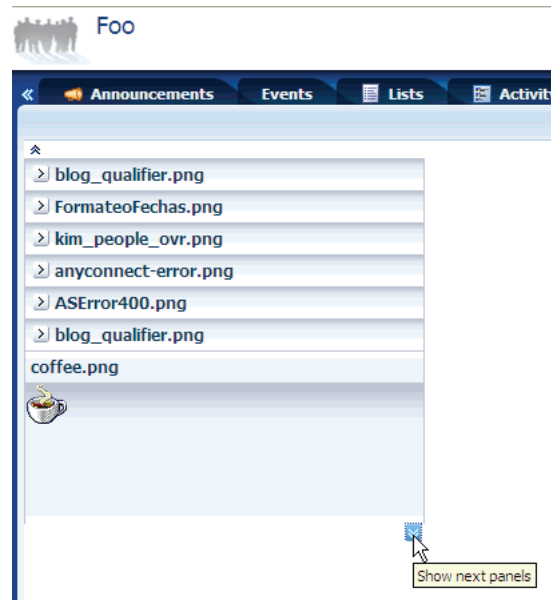 Foo
Announcements Events Lists Activit
blog_qualifier.png
FormateoFechas.png
kim_people_ovr.png
anyconnect-error.png
ASError400.png
blog_qualifier.png
coffee.png
Show next panels